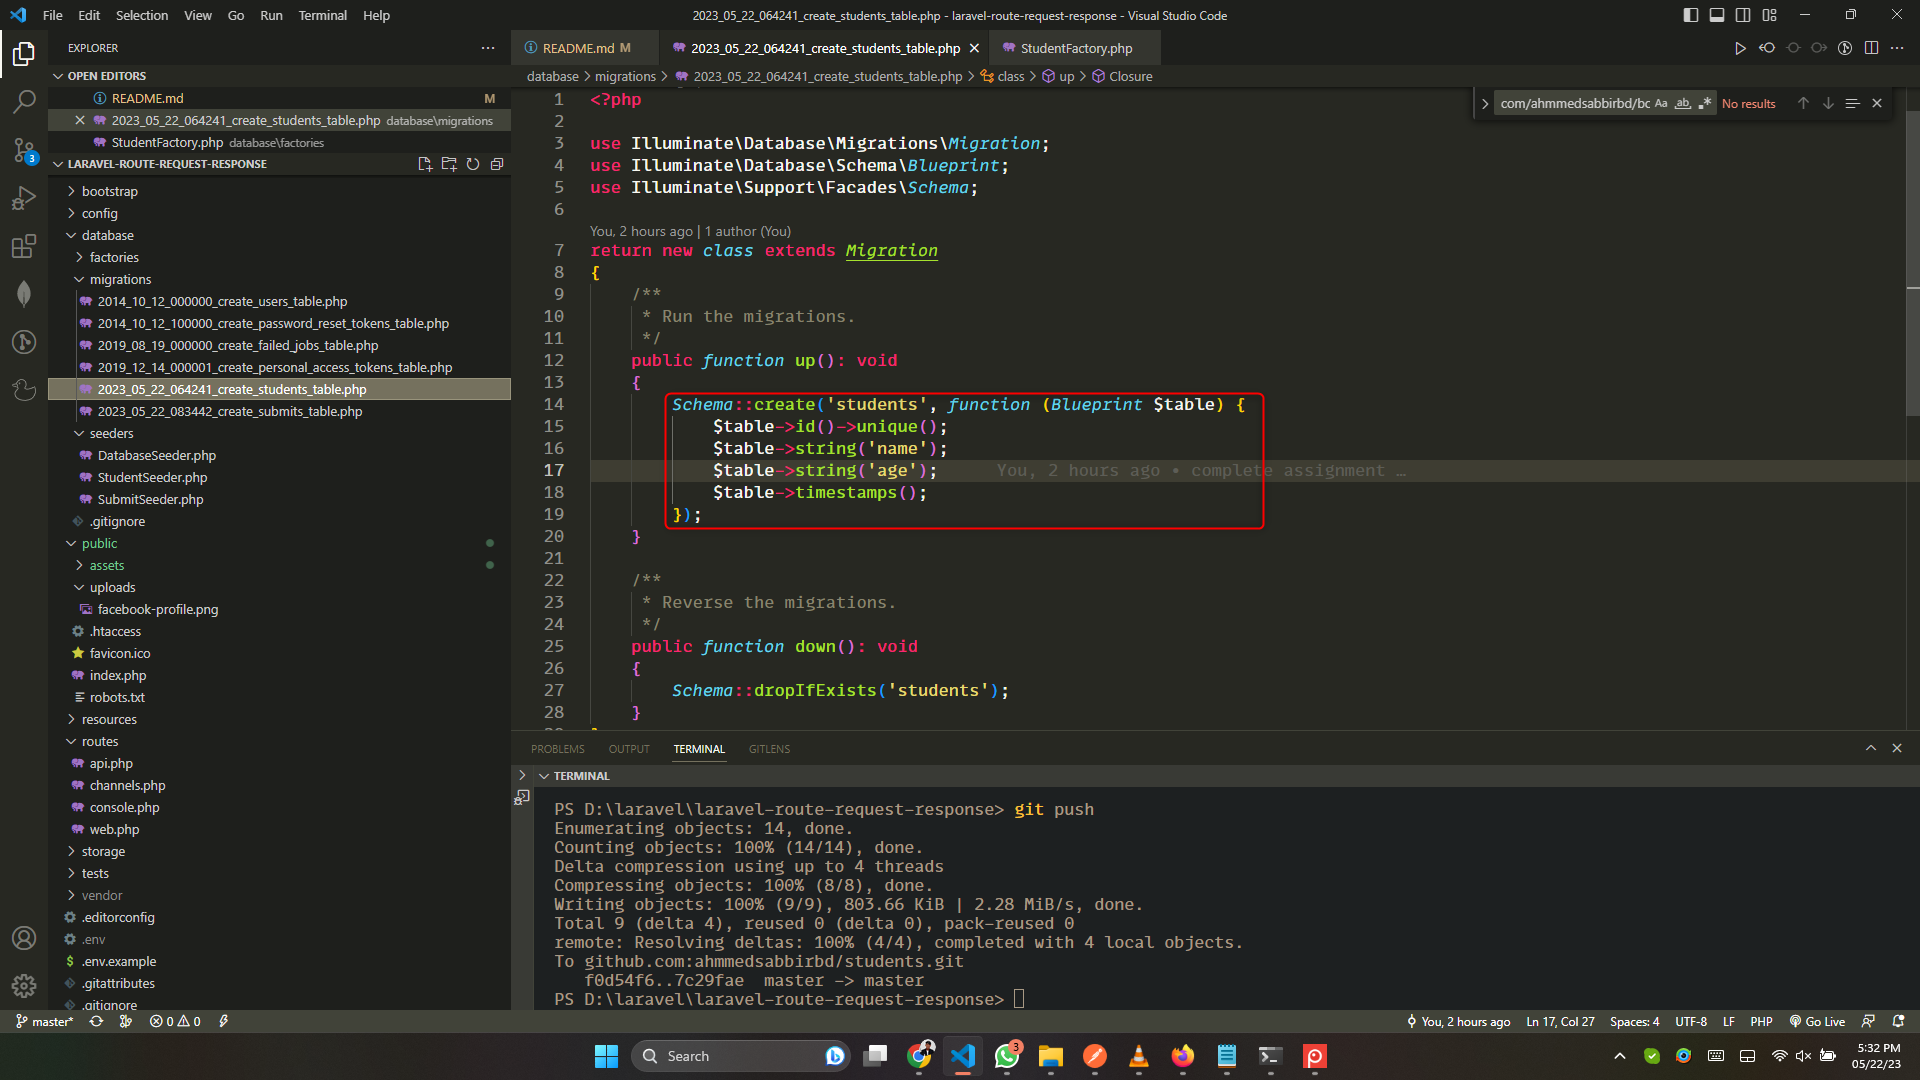 File Edit Selection View Go Run Terminal Help
2023_05_22_064241_create_students_table.php - laravel-route-request-response - Visual Studio Code
EXPLORER
OPEN EDITORS
README.md M
2023_05_22_064241_create_students_table.php database\migrations
StudentFactory.php database\factories
3
LARAVEL-ROUTE-REQUEST-RESPONSE
bootstrap
config
database
factories
migrations
2014_10_12_000000_create_users_table.php
2014_10_12_100000_create_password_reset_tokens_table.php
2019_08_19_000000_create_failed_jobs_table.php
2019_12_14_000001_create_personal_access_tokens_table.php
2023_05_22_064241_create_students_table.php
2023_05_22_083442_create_submits_table.php
seeders
DatabaseSeeder.php
StudentSeeder.php
SubmitSeeder.php
.gitignore
public
assets
uploads
facebook-profile.png
.htaccess
favicon.ico
index.php
robots.txt
resources
routes
api.php
channels.php
console.php
web.php
storage
tests
vendor
.editorconfig
.env
.env.example
.gitattributes
.gitignore
README.md M
2023_05_22_064241_create_students_table.php
StudentFactory.php
database > migrations > 2023_05_22_064241_create_students_table.php > class > up > Closure
com/ahmmedsabbirbd/bc Aa ab .* No results
1 <?php
2
3 use Illuminate\Database\Migrations\Migration;
4 use Illuminate\Database\Schema\Blueprint;
5 use Illuminate\Support\Facades\Schema;
6
You, 2 hours ago | 1 author (You)
7 return new class extends Migration
8 {
9 /**
10 * Run the migrations.
11 */
12 public function up(): void
13 {
14 Schema::create('students', function (Blueprint $table) {
15 $table->id()->unique();
16 $table->string('name');
17 $table->string('age'); You, 2 hours ago • complete assignment …
18 $table->timestamps();
19 });
20 }
21
22 /**
23 * Reverse the migrations.
24 */
25 public function down(): void
26 {
27 Schema::dropIfExists('students');
28 }
PROBLEMS OUTPUT TERMINAL GITLENS
TERMINAL
PS D:\laravel\laravel-route-request-response> git push
Enumerating objects: 14, done.
Counting objects: 100% (14/14), done.
Delta compression using up to 4 threads
Compressing objects: 100% (8/8), done.
Writing objects: 100% (9/9), 803.66 KiB | 2.28 MiB/s, done.
Total 9 (delta 4), reused 0 (delta 0), pack-reused 0
remote: Resolving deltas: 100% (4/4), completed with 4 local objects.
To github.com:ahmmedsabbirbd/students.git
f0d54f6..7c29fae master -> master
PS D:\laravel\laravel-route-request-response>
master* 0 0
You, 2 hours ago Ln 17, Col 27 Spaces: 4 UTF-8 LF PHP Go Live
Search
3
5:32 PM
05/22/23